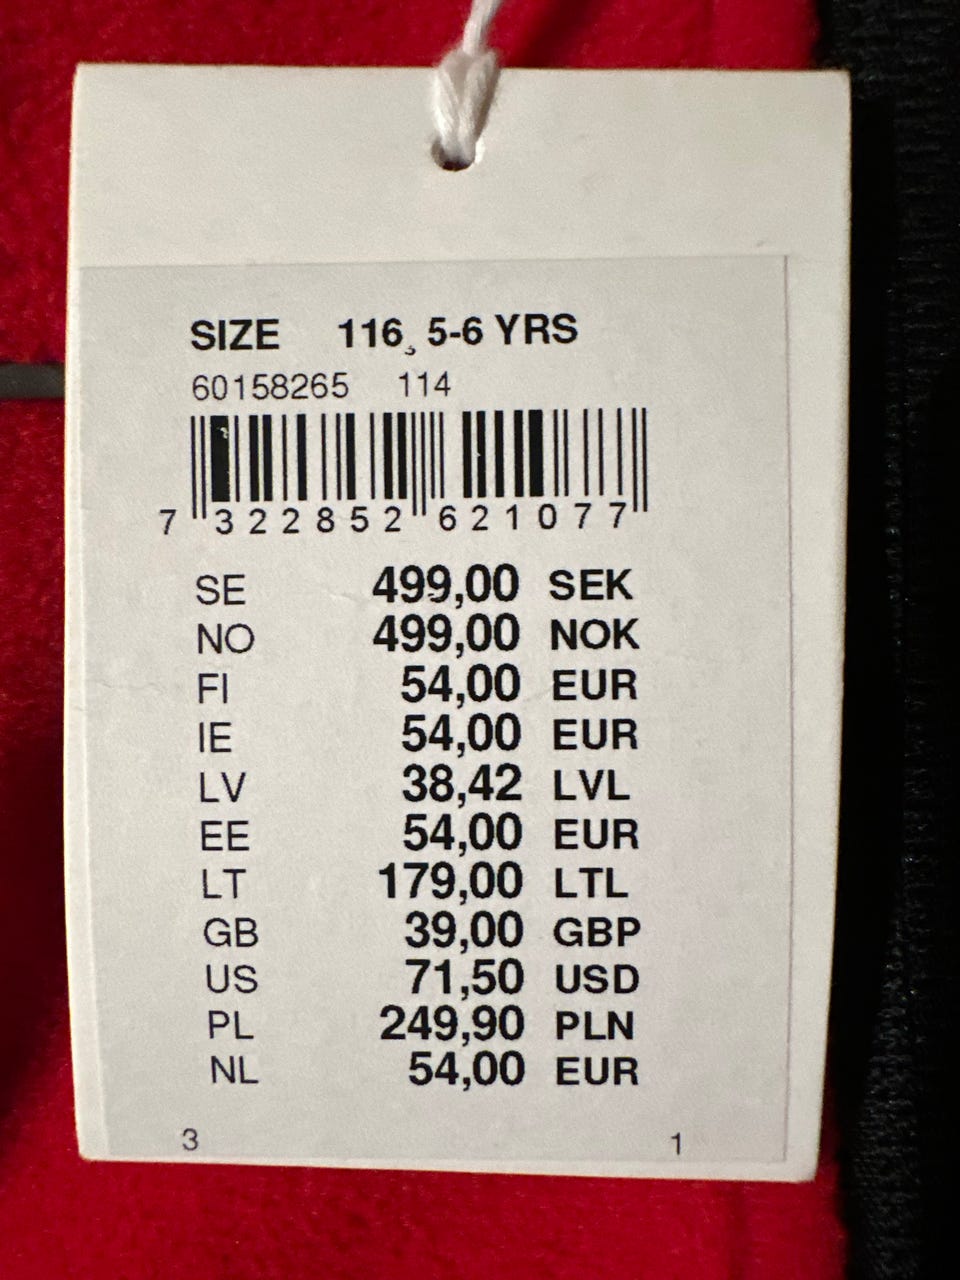 SIZE 116, 5-6 YRS
60158265 114
7 322852 621077
SE 499,00 SEK
NO 499,00 NOK
FI 54,00 EUR
IE 54,00 EUR
LV 38,42 LVL
EE 54,00 EUR
LT 179,00 LTL
GB 39,00 GBP
US 71,50 USD
PL 249,90 PLN
NL 54,00 EUR
3 1